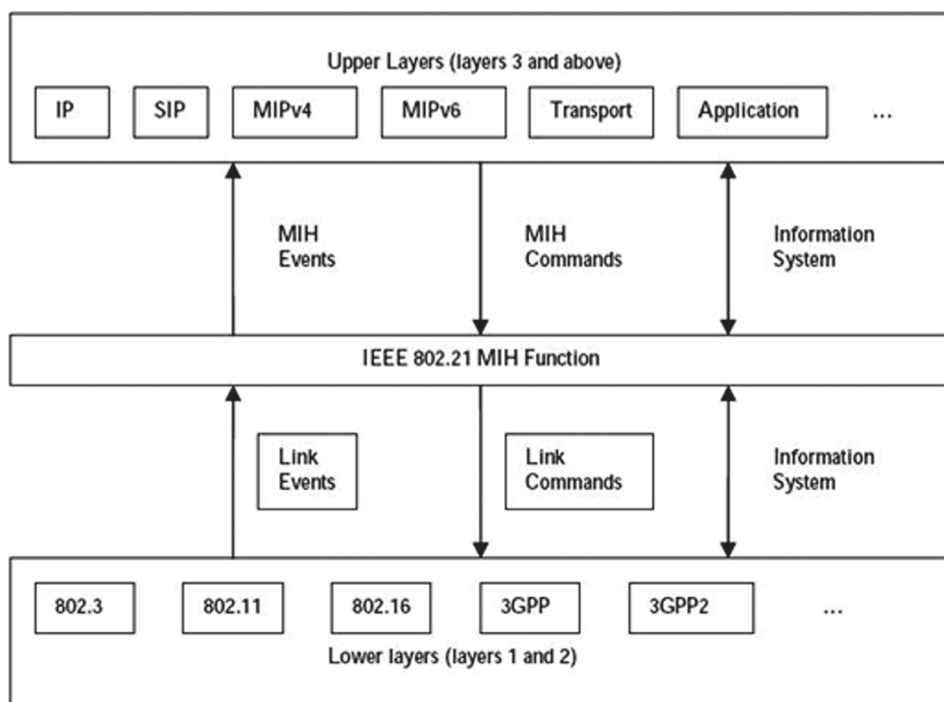 Upper Layers (layers 3 and above)
IP SIP MIPv4 MIPv6 Transport Application ...
MIH
Events
MIH
Commands
Information
System
IEEE 802.21 MIH Function
Link
Events
Link
Commands
Information
System
802.3 802.11 802.16 3GPP 3GPP2 ...
Lower layers (layers 1 and 2)